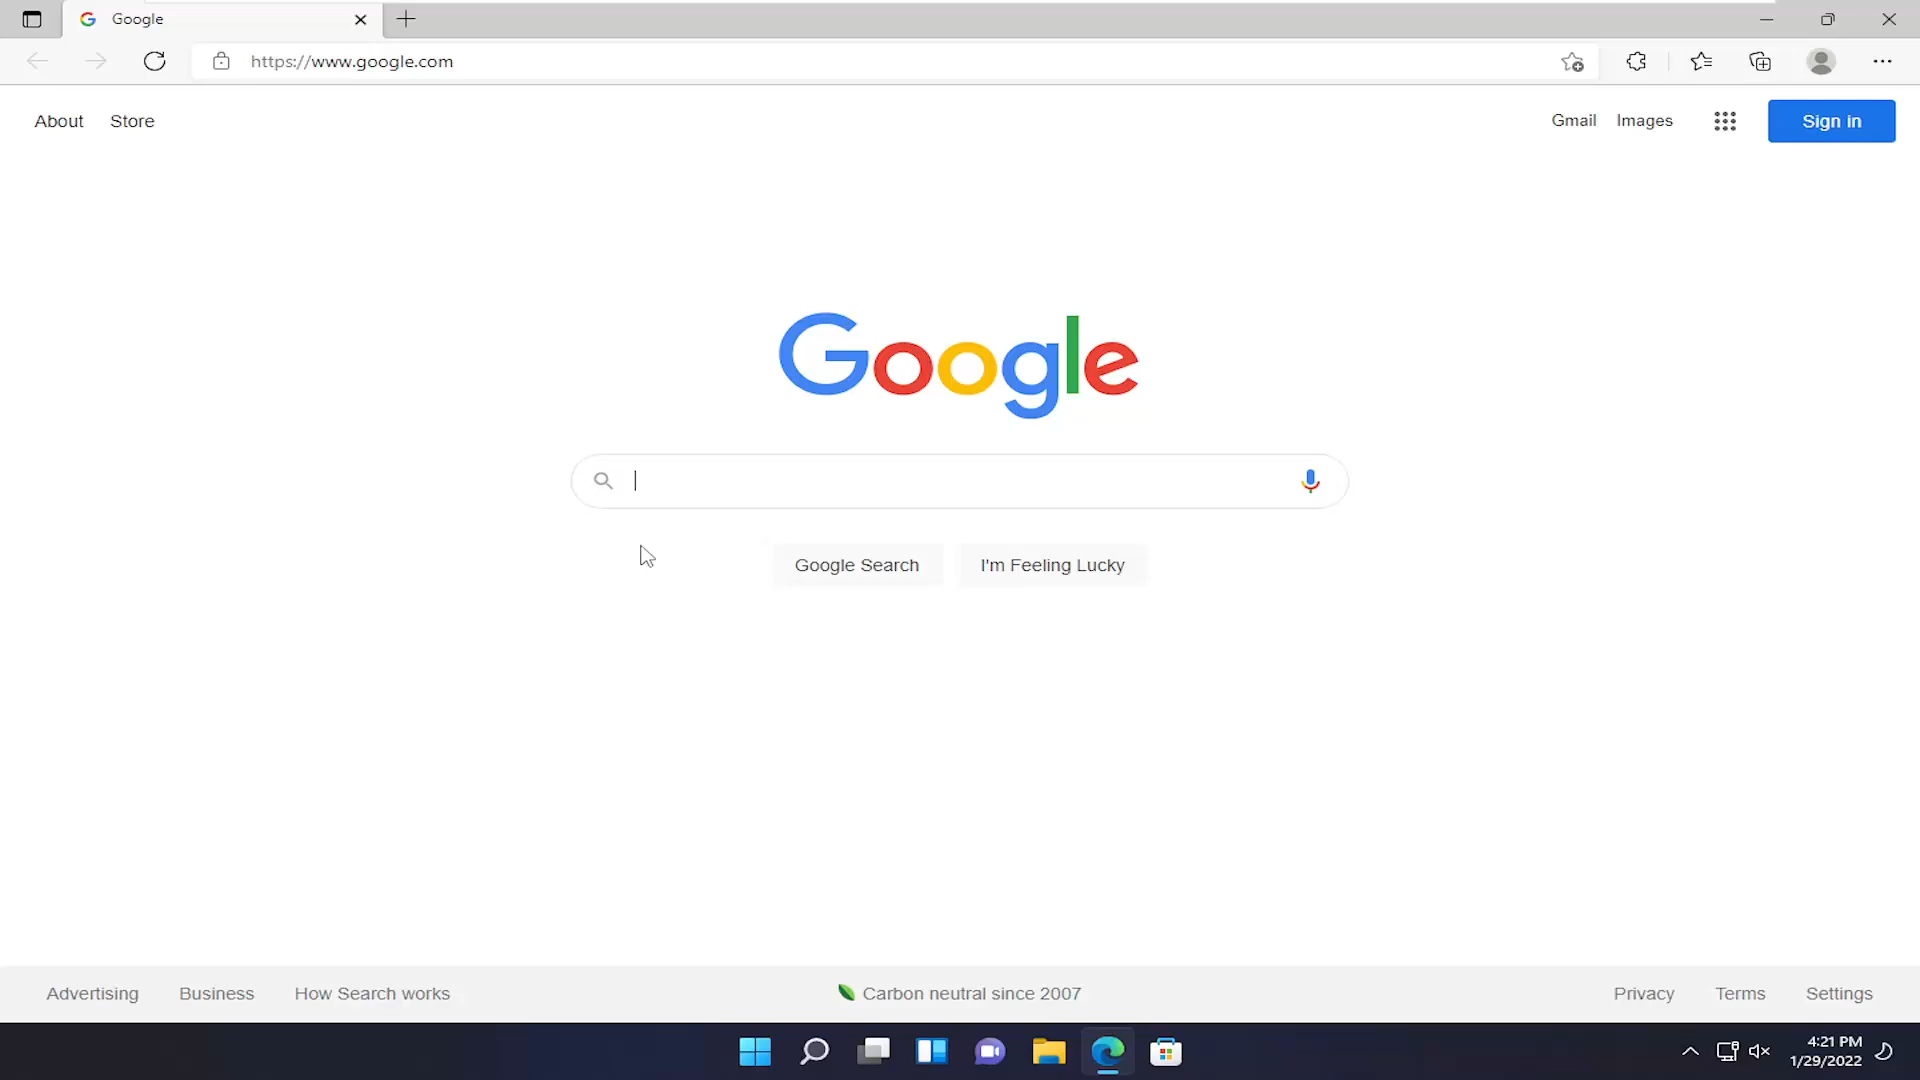 Google
https://www.google.com
About Store
Gmail Images Sign in
Google
Google Search I'm Feeling Lucky
Advertising Business How Search works
Carbon neutral since 2007
Privacy Terms Settings
4:21 PM
1/29/2022